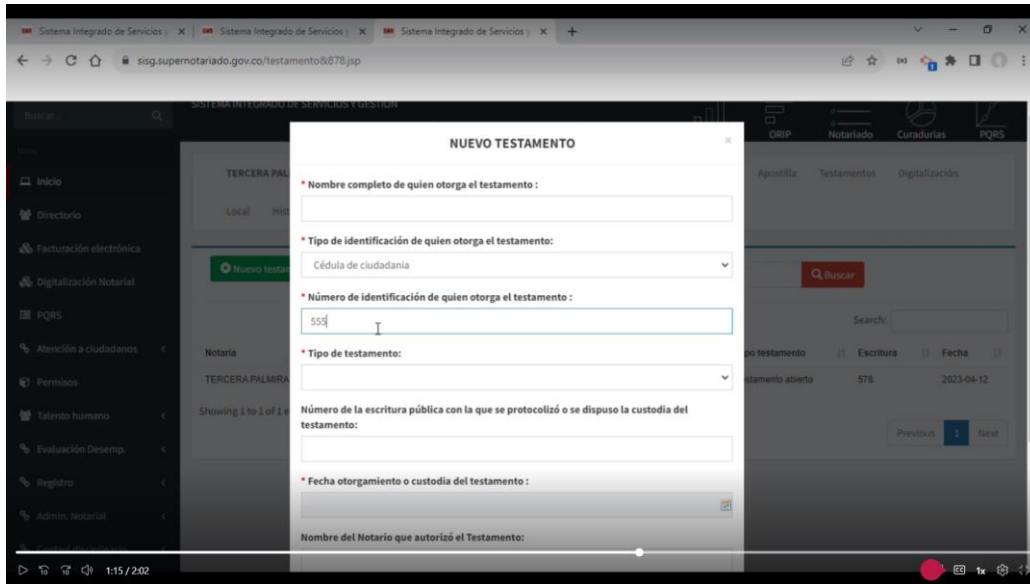 Sistema Integrado de Servicios y
Sistema Integrado de Servicios y
Sistema Integrado de Servicios y
sisg.supernotariado.gov.co/testamento&878.jsp
Buscar...
SISTEMA INTEGRADO DE SERVICIOS Y GESTION
ORIP
Notariado
Curadurías
PQRS
Menu
Inicio
Directorio
Facturación electrónica
Digitalización Notarial
PQRS
Atención a ciudadanos
Permisos
Talento humano
Evaluación Desemp.
Registro
Admin. Notarial
TERCERA PAL
Apostilla
Testamentos
Digitalización
Local
Hist
Nuevo testa
Buscar
Search:
Notaria
po testamento
Escritura
Fecha
TERCERA PALMIRA
stamento abierto
578
2023-04-12
Showing 1 to 1 of 1 e
Previous
1
Next
NUEVO TESTAMENTO
×
* Nombre completo de quien otorga el testamento :
* Tipo de identificación de quien otorga el testamento:
Cédula de ciudadania
* Número de identificación de quien otorga el testamento :
555
* Tipo de testamento:
Número de la escritura pública con la que se protocolizó o se dispuso la custodia del
testamento:
* Fecha otorgamiento o custodia del testamento :
Nombre del Notario que autorizó el Testamento:
10
10
1:15 / 2:02
CC
1x